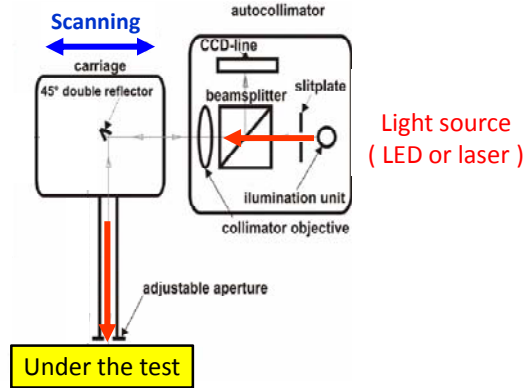 Scanning
carriage
45° double reflector
autocollimator
CCD-line
beamsplitter
slitplate
Light source
( LED or laser )
ilumination unit
collimator objective
adjustable aperture
Under the test